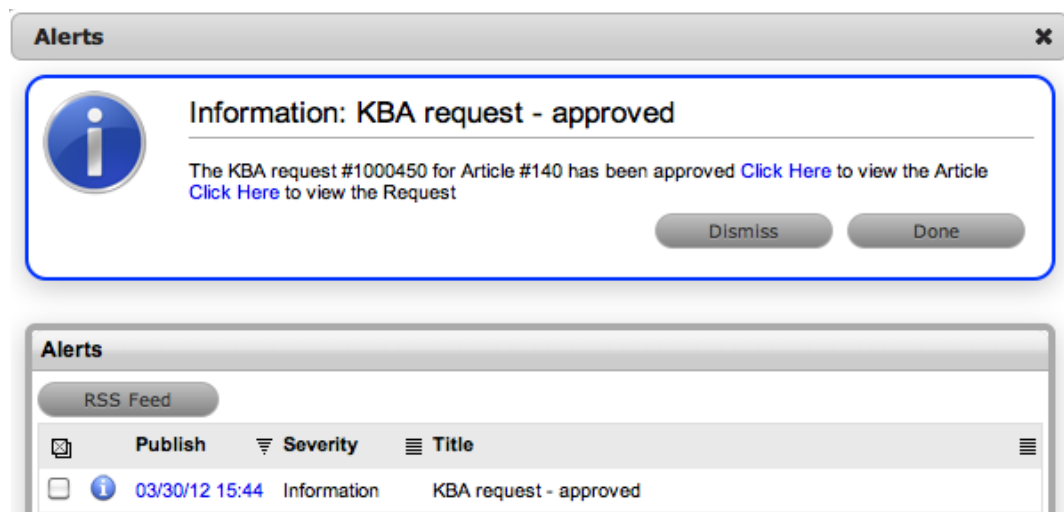 Alerts
Information: KBA request - approved
The KBA request #1000450 for Article #140 has been approved Click Here to view the Article
Click Here to view the Request
Dismiss Done
Alerts
RSS Feed
Publish Severity Title
03/30/12 15:44 Information KBA request - approved